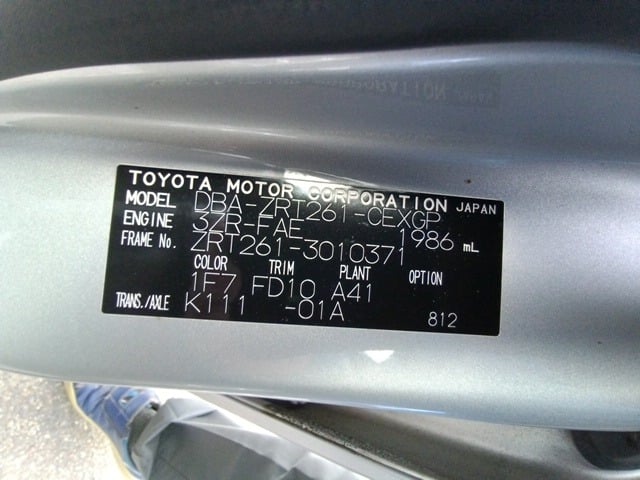 TOYOTA MOTOR CORPORATION JAPAN
MODEL DBA-ZRT261-CEXGP
ENGINE 3ZR-FAE 1986 mL
FRAME No. ZRT261-3010371
COLOR TRIM PLANT OPTION
1F7 FD10 A41
TRANS./AXLE K111 -01A 812